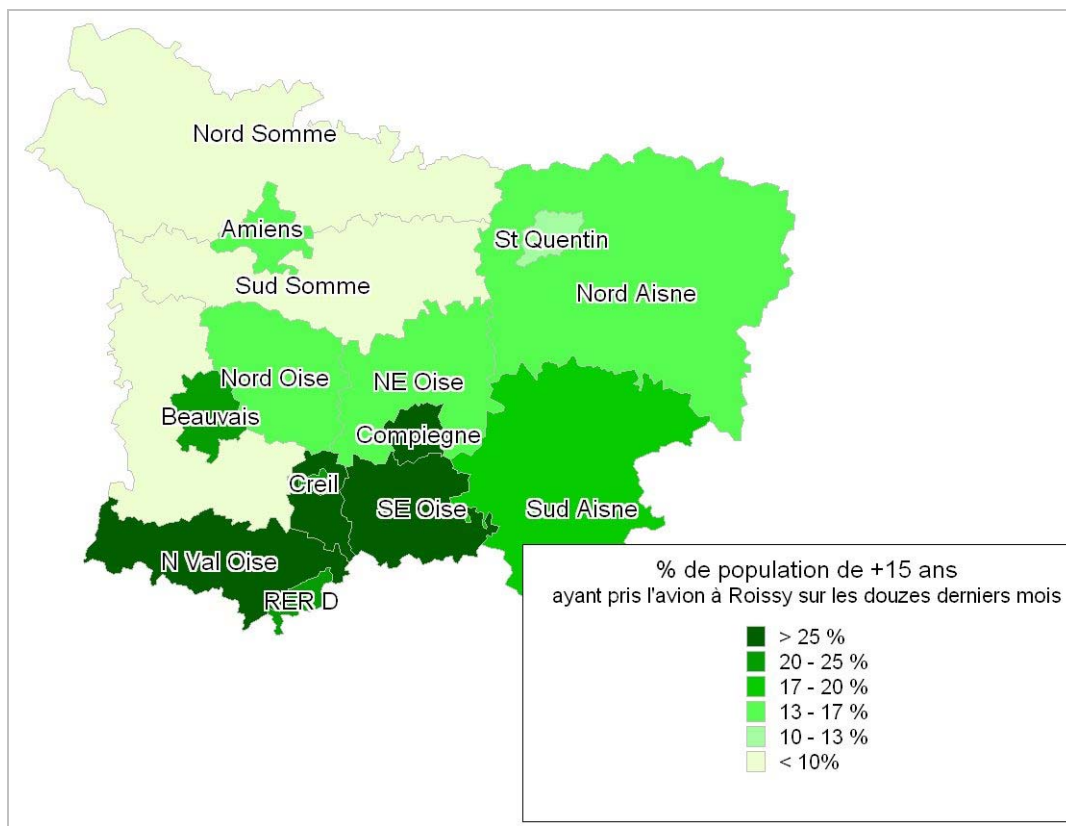 Nord Somme
Amiens
St Quentin
Sud Somme
Nord Aisne
Nord Oise
NE Oise
Beauvais
Compiegne
Creil
SE Oise
Sud Aisne
N Val Oise
RER D
% de population de +15 ans
ayant pris l'avion à Roissy sur les douzes derniers mois
> 25 %
20 - 25 %
17 - 20 %
13 - 17 %
10 - 13 %
< 10%